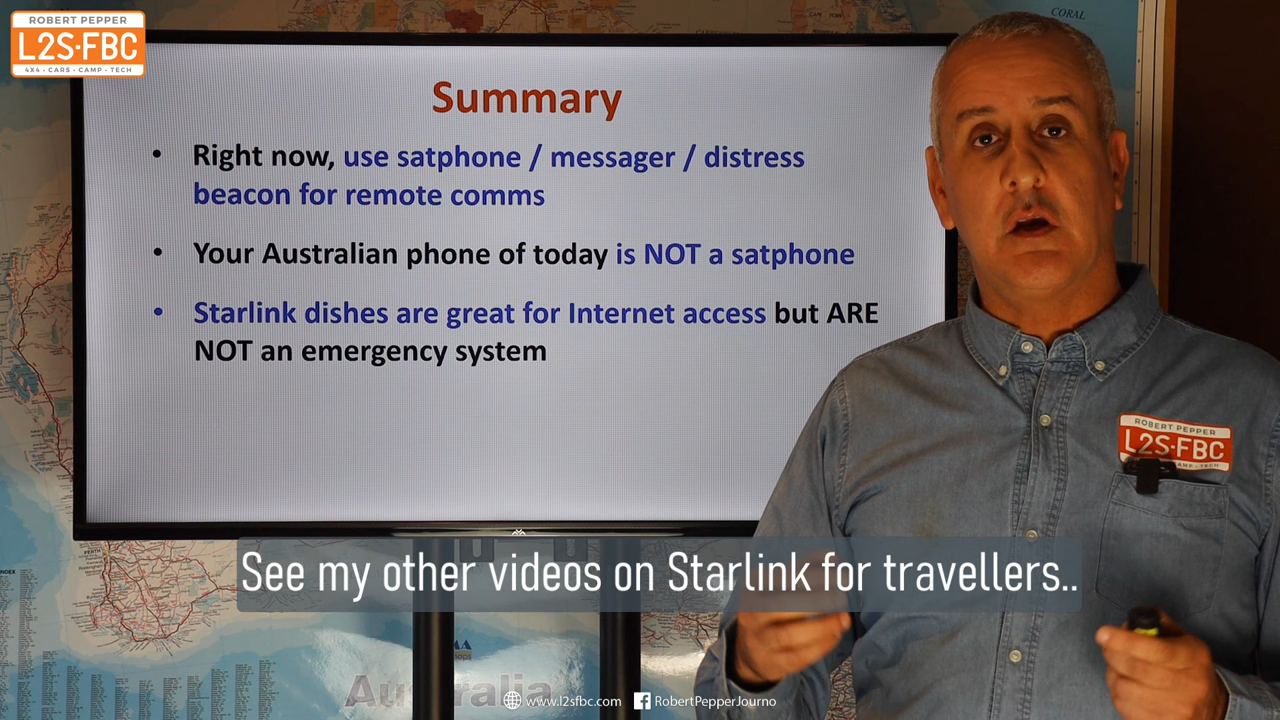 ROBERT PEPPER
L2S·FBC
4X4 · CARS · CAMP · TECH
CORAL
Summary
• Right now, use satphone / messager / distress
beacon for remote comms
• Your Australian phone of today is NOT a satphone
• Starlink dishes are great for Internet access but ARE
NOT an emergency system
ROBERT PEPPER
L2S·FBC
PERTH
INDEX
See my other videos on Starlink for travellers..
Australia
www.l2sfbc.com
RobertPepperJourno